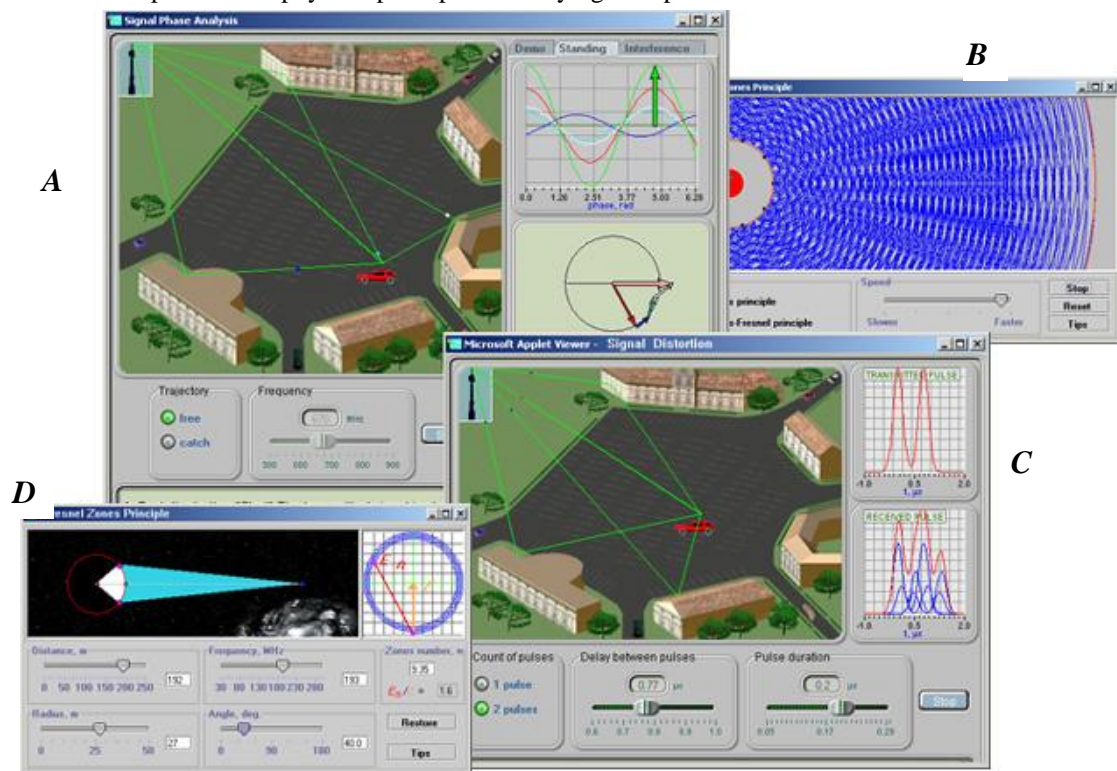 Signal Phase Analysis
Demo Standing Interference
0.0 1.26 2.51 3.77 5.03 6.28
phase, rad
A
B
Zones Principle
principle
-Fresnel principle
Speed
Slower Faster
Stop
Reset
Tips
Trajectory
free
catch
Frequency
500 600 700 800 900
Microsoft Applet Viewer - Signal Distortion
TRANSMITTED PULSE
-1.0 0.5 2.0
t, µs
RECEIVED PULSE
-1.0 0.5 2.0
t, µs
C
Count of pulses
1 pulse
2 pulses
Delay between pulses
0.77 µs
0.6 0.7 0.8 0.9 1.0
Pulse duration
0.2 µs
0.05 0.17 0.29
Stop
D
Fresnel Zones Principle
Distance, m
0 50 100 150 200 250
192
Frequency, MHz
30 80 130 180 230 280
193
Zones number, m
9.35
1.6
Radius, m
0 25 50
27
Angle, deg.
0 90 180
40.0
Restore
Tips